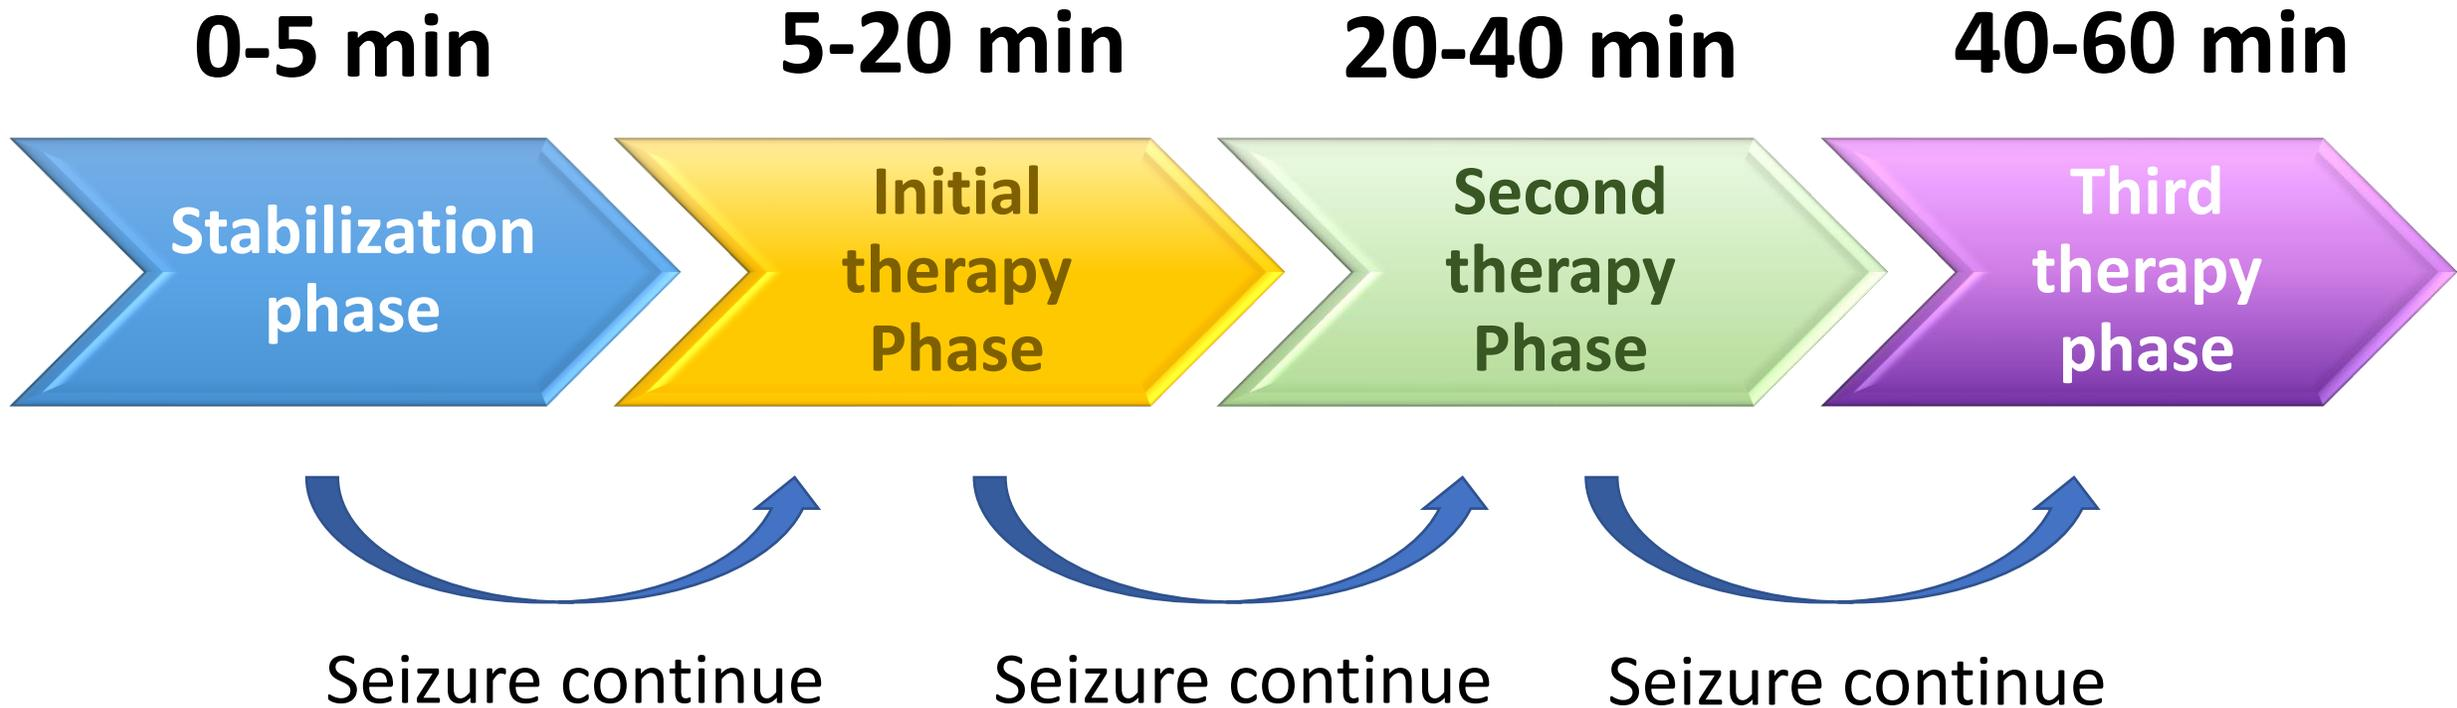 0-5 min
5-20 min
20-40 min
40-60 min
Stabilization
phase
Initial
therapy
Phase
Second
therapy
Phase
Third
therapy
phase
Seizure continue
Seizure continue
Seizure continue